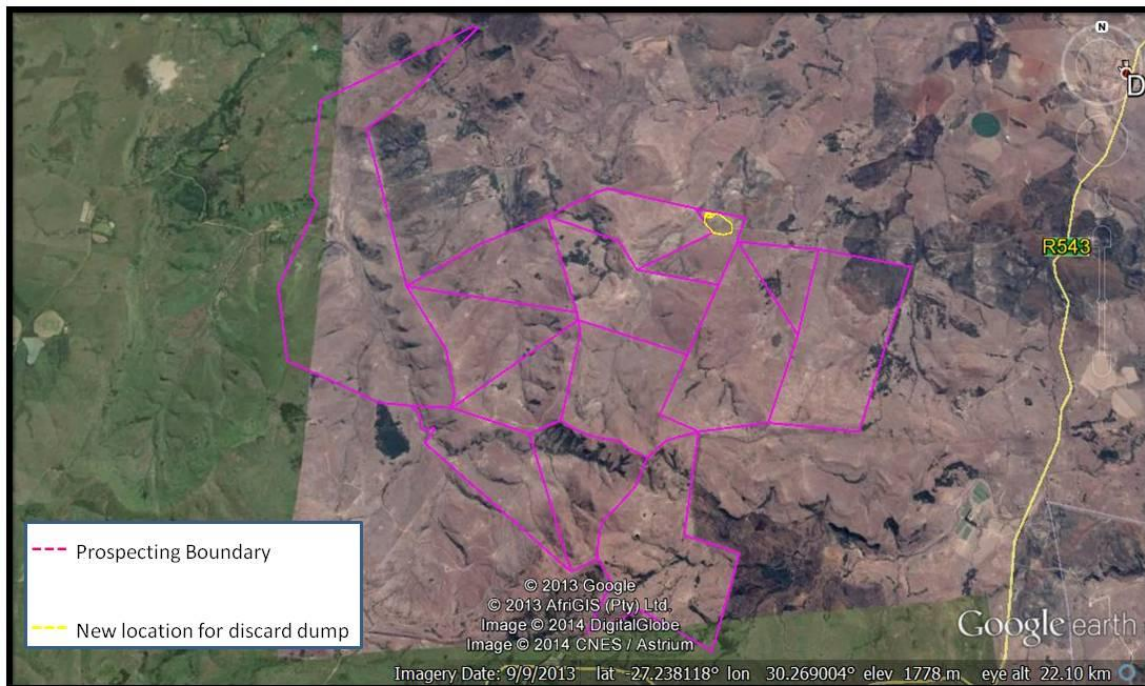 N
D
R543
Prospecting Boundary
New location for discard dump
© 2013 Google
© 2013 AfriGIS (Pty) Ltd.
Image © 2014 DigitalGlobe
Image © 2014 CNES / Astrium
Google earth
Imagery Date: 9/9/2013 lat -27.238118° lon 30.269004° elev 1778 m eye alt 22.10 km